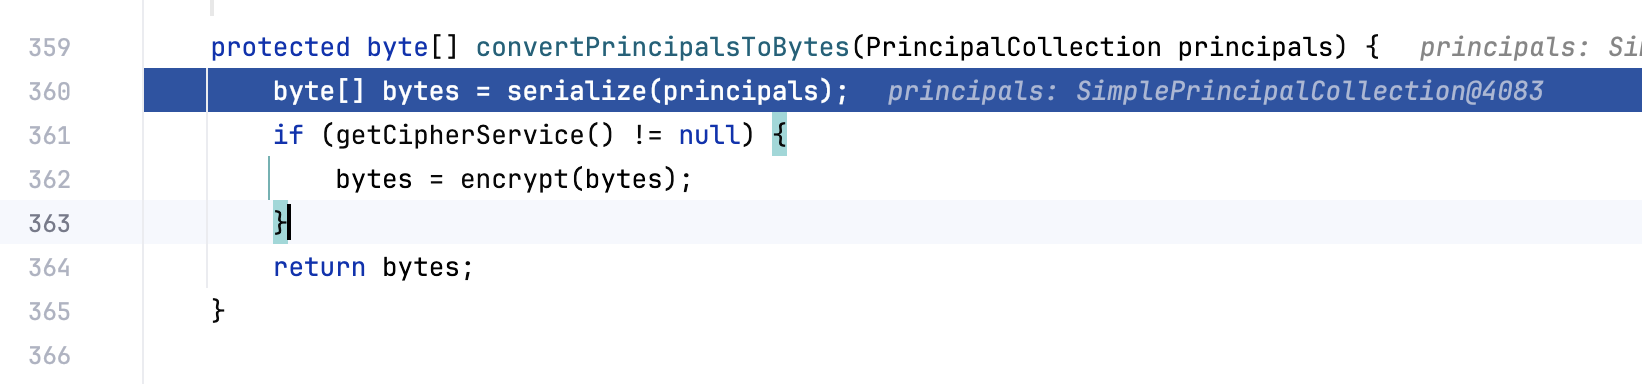 359 protected byte[] convertPrincipalsToBytes(PrincipalCollection principals) { principals:
360 byte[] bytes = serialize(principals); principals: SimplePrincipalCollection@4083
361 if (getCipherService() != null) {
362 bytes = encrypt(bytes);
363 }
364 return bytes;
365 }
366